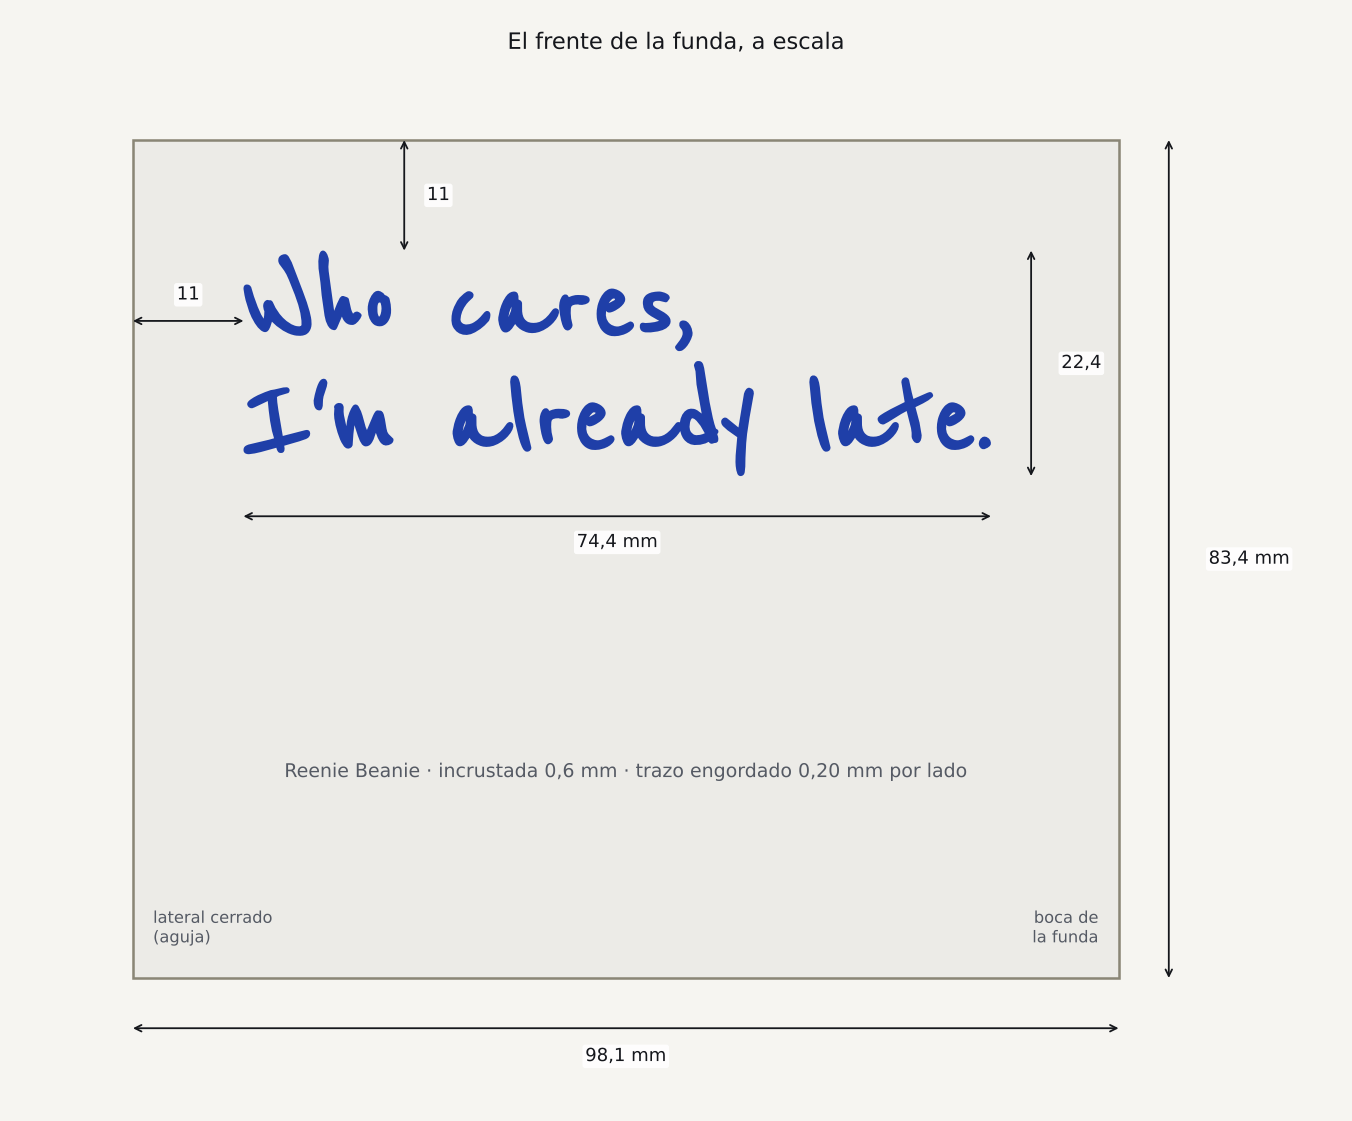 El frente de la funda, a escala
11
11
Who cares,
I'm already late.
22,4
74,4 mm
83,4 mm
Reenie Beanie · incrustada 0,6 mm · trazo engordado 0,20 mm por lado
lateral cerrado
(aguja)
boca de
la funda
98,1 mm